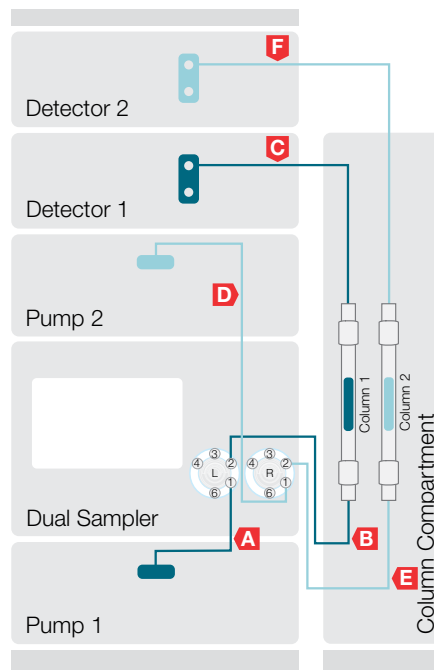 F
Detector 2
C
Detector 1
D
Pump 2
Column 1
Column 2
3
4
2
L
1
6
3
4
2
R
1
6
Dual Sampler
A
B
E
Pump 1
Column Compartment